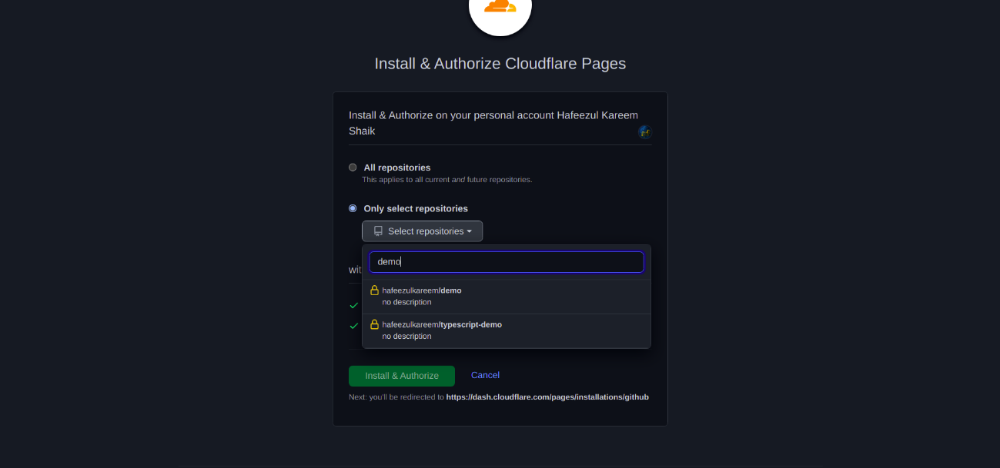 Install & Authorize Cloudflare Pages
Install & Authorize on your personal account Hafeezul Kareem
Shaik
All repositories
This applies to all current and future repositories.
Only select repositories
Select repositories
demo
wit
hafeezulkareem/demo
no description
hafeezulkareem/typescript-demo
no description
Install & Authorize Cancel
Next: you'll be redirected to https://dash.cloudflare.com/pages/installations/github